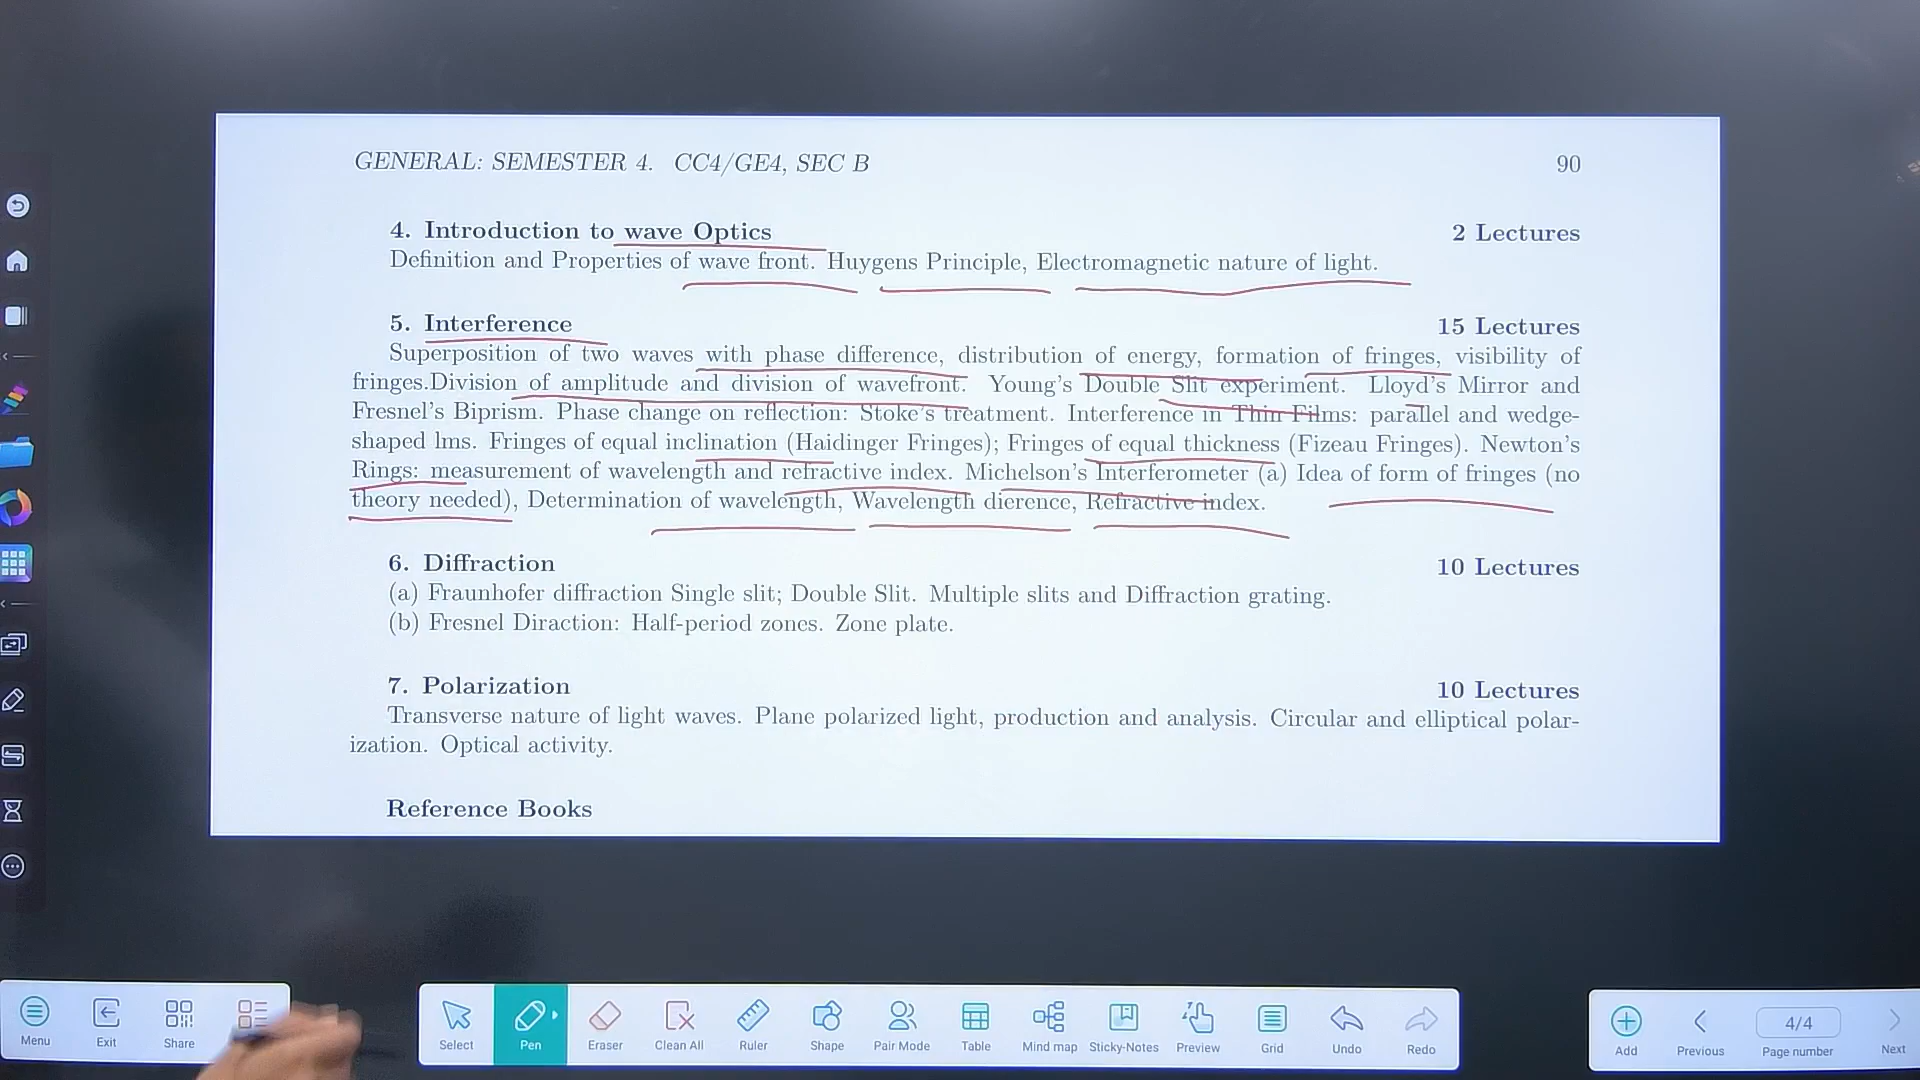 GENERAL: SEMESTER 4. CC4/GE4, SEC B 90
4. Introduction to wave Optics 2 Lectures
Definition and Properties of wave front. Huygens Principle, Electromagnetic nature of light.
5. Interference 15 Lectures
Superposition of two waves with phase difference, distribution of energy, formation of fringes, visibility of
fringes.Division of amplitude and division of wavefront. Young's Double Slit experiment. Lloyd's Mirror and
Fresnel's Biprism. Phase change on reflection: Stoke's treatment. Interference in Thin Films: parallel and wedge-
shaped lms. Fringes of equal inclination (Haidinger Fringes); Fringes of equal thickness (Fizeau Fringes). Newton's
Rings: measurement of wavelength and refractive index. Michelson's Interferometer (a) Idea of form of fringes (no
theory needed), Determination of wavelength, Wavelength dierence, Refractive index.
6. Diffraction 10 Lectures
(a) Fraunhofer diffraction Single slit; Double Slit. Multiple slits and Diffraction grating.
(b) Fresnel Diraction: Half-period zones. Zone plate.
7. Polarization 10 Lectures
Transverse nature of light waves. Plane polarized light, production and analysis. Circular and elliptical polar-
ization. Optical activity.
Reference Books
Menu Exit Share Select Pen Eraser Clean All Ruler Shape Pair Mode Table Mind map Sticky-Notes Preview Grid Undo Redo Add Previous 4/4 Page number Next